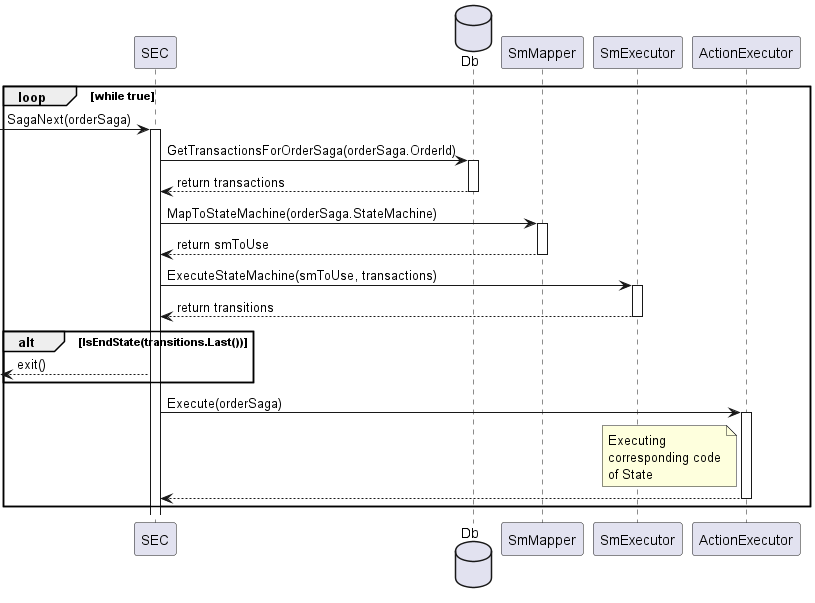 Db
SEC
SmMapper
SmExecutor
ActionExecutor
loop
[while true]
SagaNext(orderSaga)
GetTransactionsForOrderSaga(orderSaga.OrderId)
return transactions
MapToStateMachine(orderSaga.StateMachine)
return smToUse
ExecuteStateMachine(smToUse, transactions)
return transitions
alt
[IsEndState(transitions.Last())]
exit()
Execute(orderSaga)
Executing
corresponding code
of State
SEC
Db
SmMapper
SmExecutor
ActionExecutor